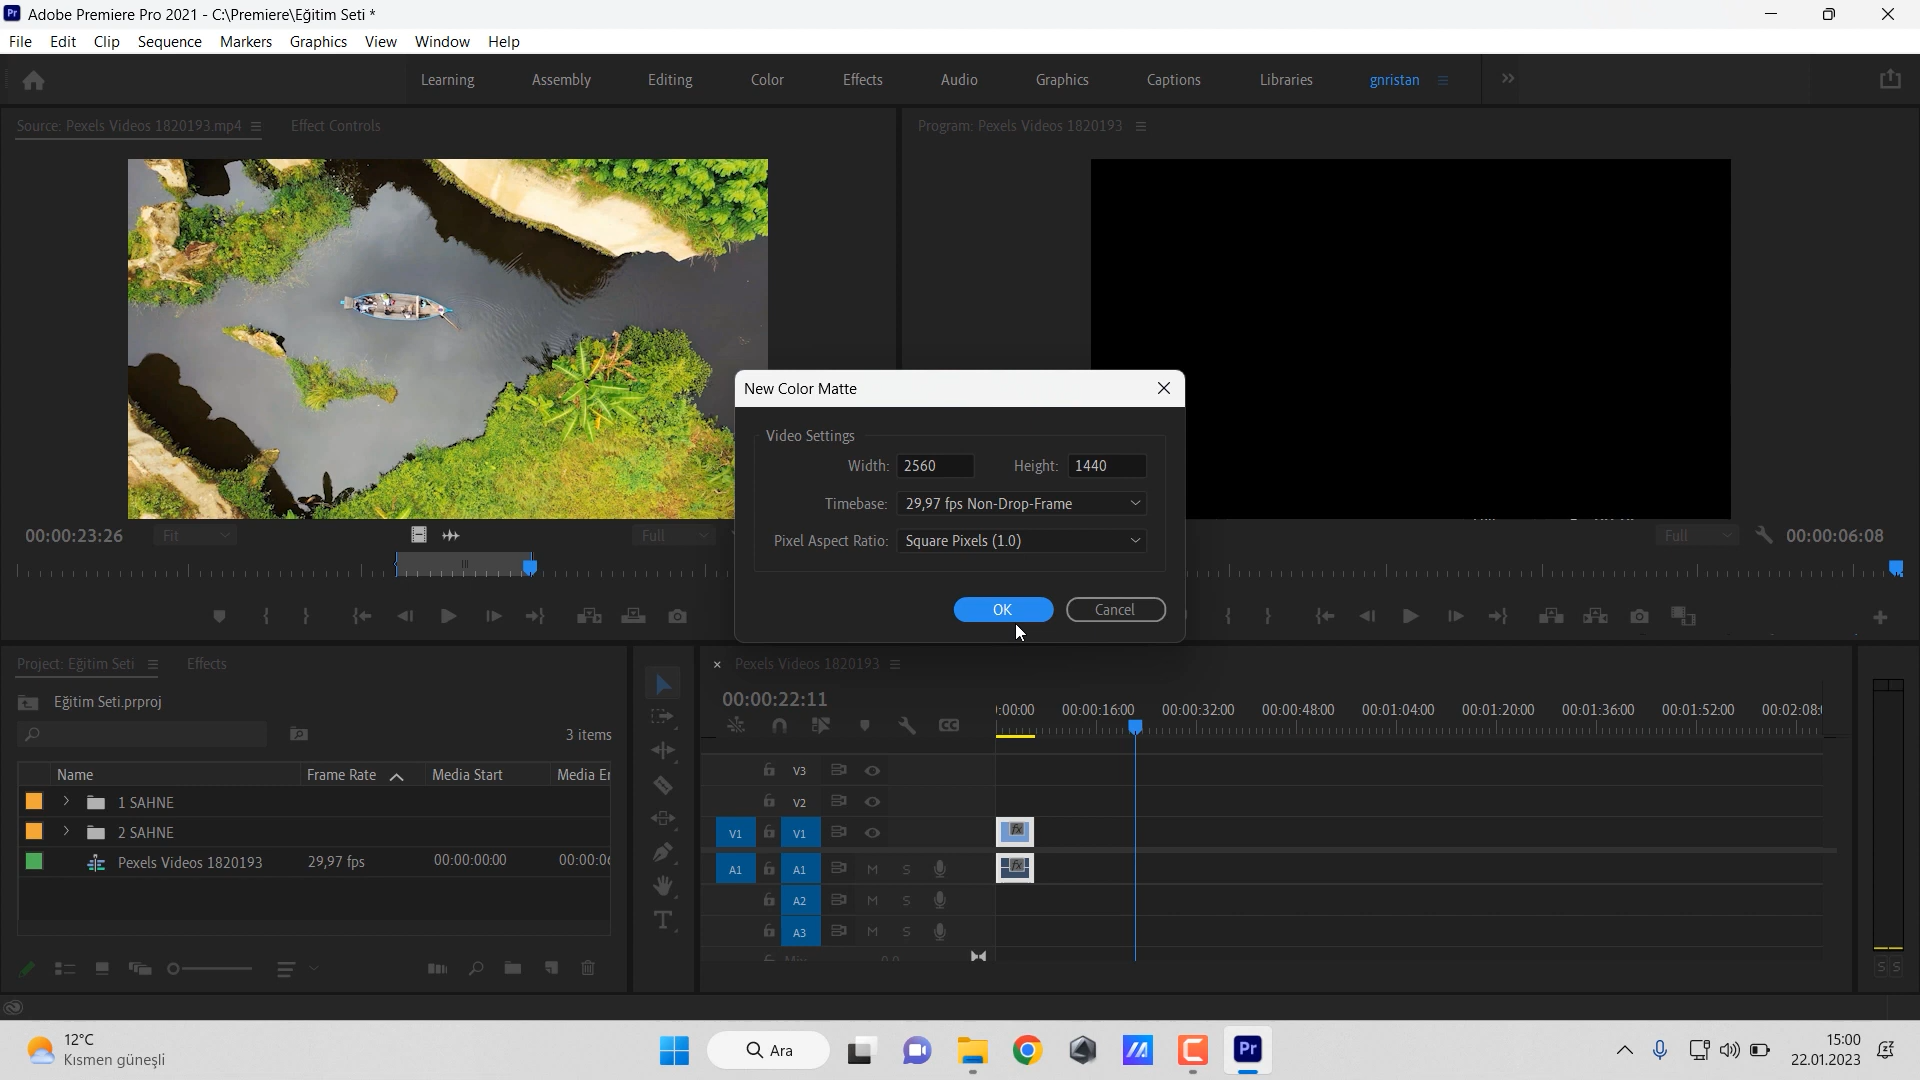 Adobe Premiere Pro 2021 - C:\Premiere\Eğitim Seti *
File Edit Clip Sequence Markers Graphics View Window Help
Learning Assembly Editing Color Effects Audio Graphics Captions Libraries gnristan
Source: Pexels Videos 1820193.mp4 Effect Controls
Program: Pexels Videos 1820193
New Color Matte
Video Settings
Width: 2560 Height: 1440
Timebase: 29,97 fps Non-Drop-Frame
Pixel Aspect Ratio: Square Pixels (1.0)
OK Cancel
00:00:23:26 Fit Full
Full 00:00:06:08
Project: Eğitim Seti Effects
Eğitim Seti.prproj
3 items
Name Frame Rate Media Start Media
1 SAHNE
2 SAHNE
Pexels Videos 1820193 29,97 fps 00:00:00:00
Pexels Videos 1820193
00:00:22:11
:00:00 00:00:16:00 00:00:32:00 00:00:48:00 00:01:04:00 00:01:20:00 00:01:36:00 00:01:52:00 00:02:08:
CC
V3
V2
V1 V1 fx
A1 A1 M S fx
A2 M S
A3 M S
S S
12°C
Kısmen güneşli
Ara
Pr
15:00
22.01.2023